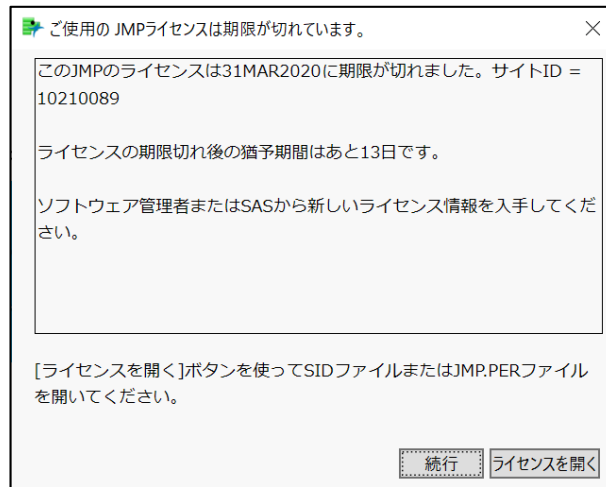 ご使用の JMPライセンスは期限が切れています。
このJMPのライセンスは31MAR2020に期限が切れました。サイトID =
10210089
ライセンスの期限切れ後の猶予期間はあと13日です。
ソフトウェア管理者またはSASから新しいライセンス情報を入手してくだ
さい。
[ライセンスを開く]ボタンを使ってSIDファイルまたはJMP.PERファイル
を開いてください。
続行
ライセンスを開く